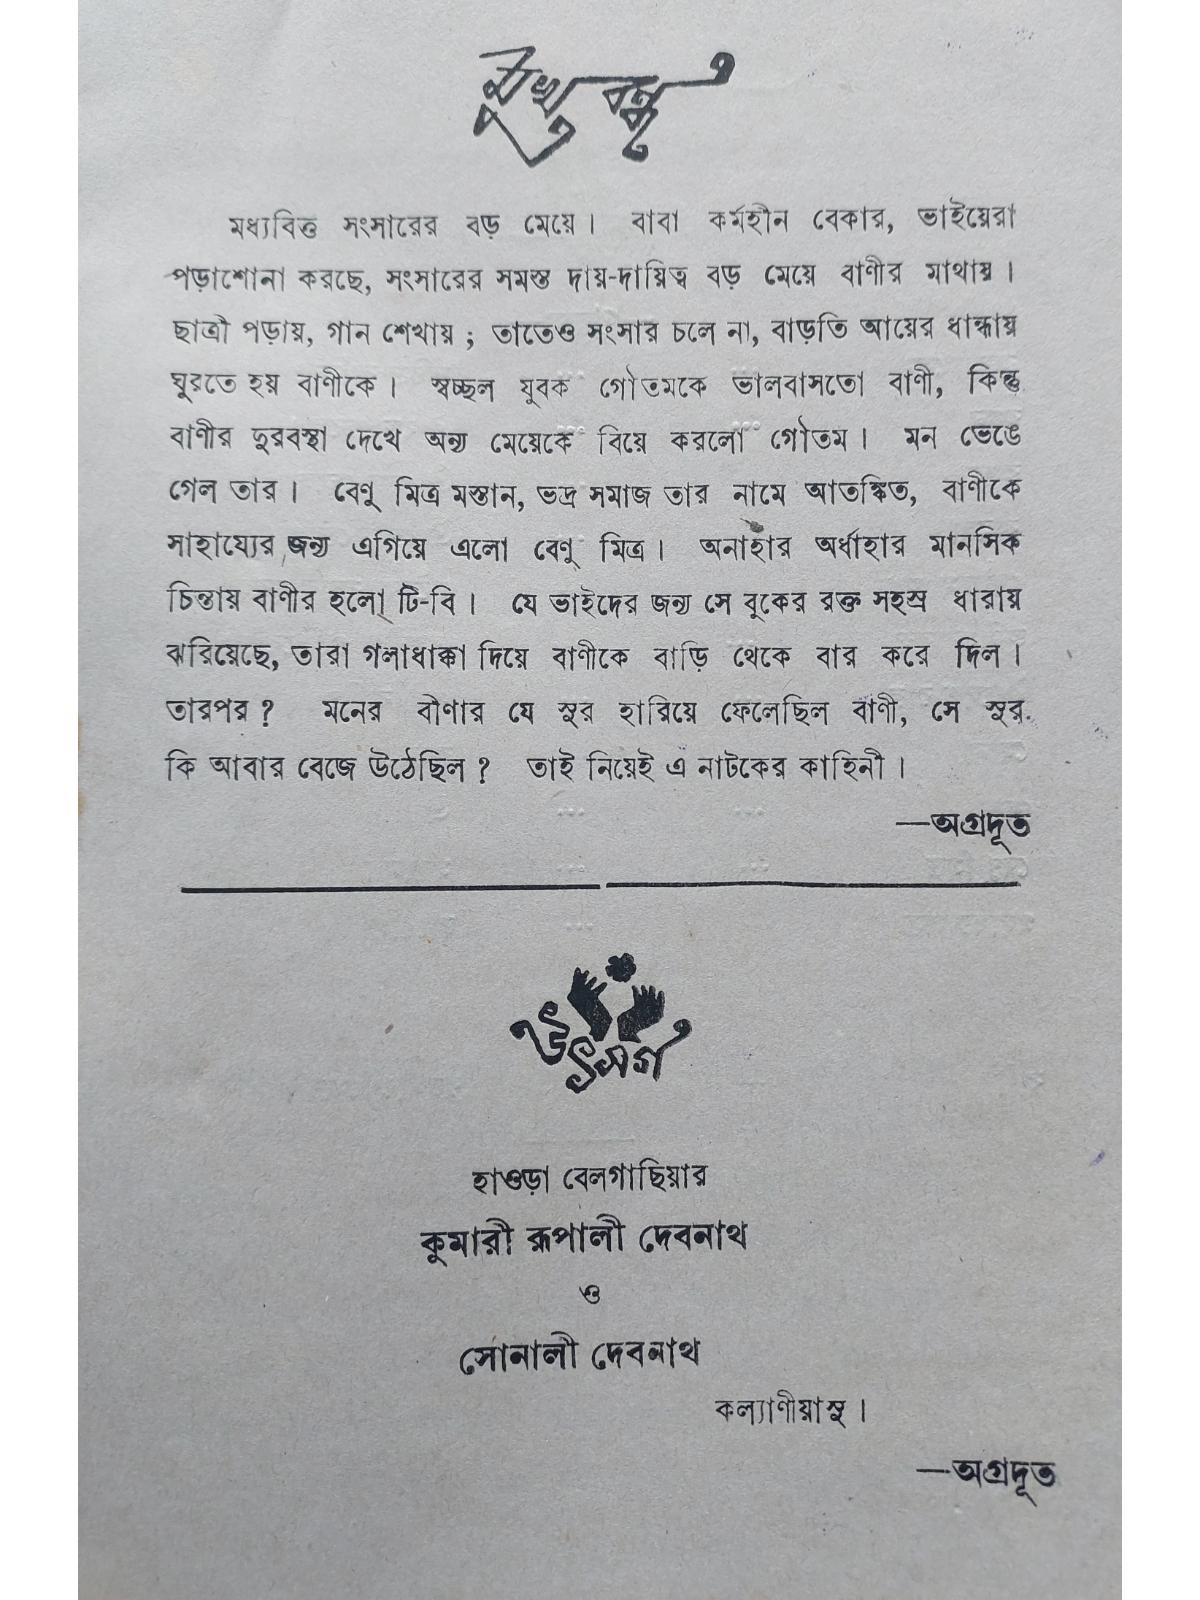 মুখবন্ধ
মধ্যবিত্ত সংসারের বড় মেয়ে। বাবা কর্মহীন বেকার, ভাইয়েরা
পড়াশোনা করছে, সংসারের সমস্ত দায়-দায়িত্ব বড় মেয়ে বাণীর মাথায়।
ছাত্রী পড়ায়, গান শেখায় ; তাতেও সংসার চলে না, বাড়তি আয়ের ধান্ধায়
ঘুরতে হয় বাণীকে। স্বচ্ছল যুবক গৌতমকে ভালবাসতো বাণী, কিন্তু
বাণীর দুরবস্থা দেখে অন্য মেয়েকে বিয়ে করলো গৌতম। মন ভেঙে
গেল তার। বেণু মিত্র মস্তান, ভদ্র সমাজ তার নামে আতঙ্কিত, বাণীকে
সাহায্যের জন্য এগিয়ে এলো বেণু মিত্র। অনাহার অর্ধাহার মানসিক
চিন্তায় বাণীর হলো টি-বি। যে ভাইদের জন্য সে বুকের রক্ত সহস্র ধারায়
ঝরিয়েছে, তারা গলাধাক্কা দিয়ে বাণীকে বাড়ি থেকে বার করে দিল।
তারপর ? মনের বীণার যে সুর হারিয়ে ফেলেছিল বাণী, সে সুর
কি আবার বেজে উঠেছিল ? তাই নিয়েই এ নাটকের কাহিনী।
—অগ্রদূত
উৎসর্গ
হাওড়া বেলগাছিয়ার
কুমারী রূপালী দেবনাথ
ও
সোনালী দেবনাথ
কল্যাণীয়াসু।
—অগ্রদূত